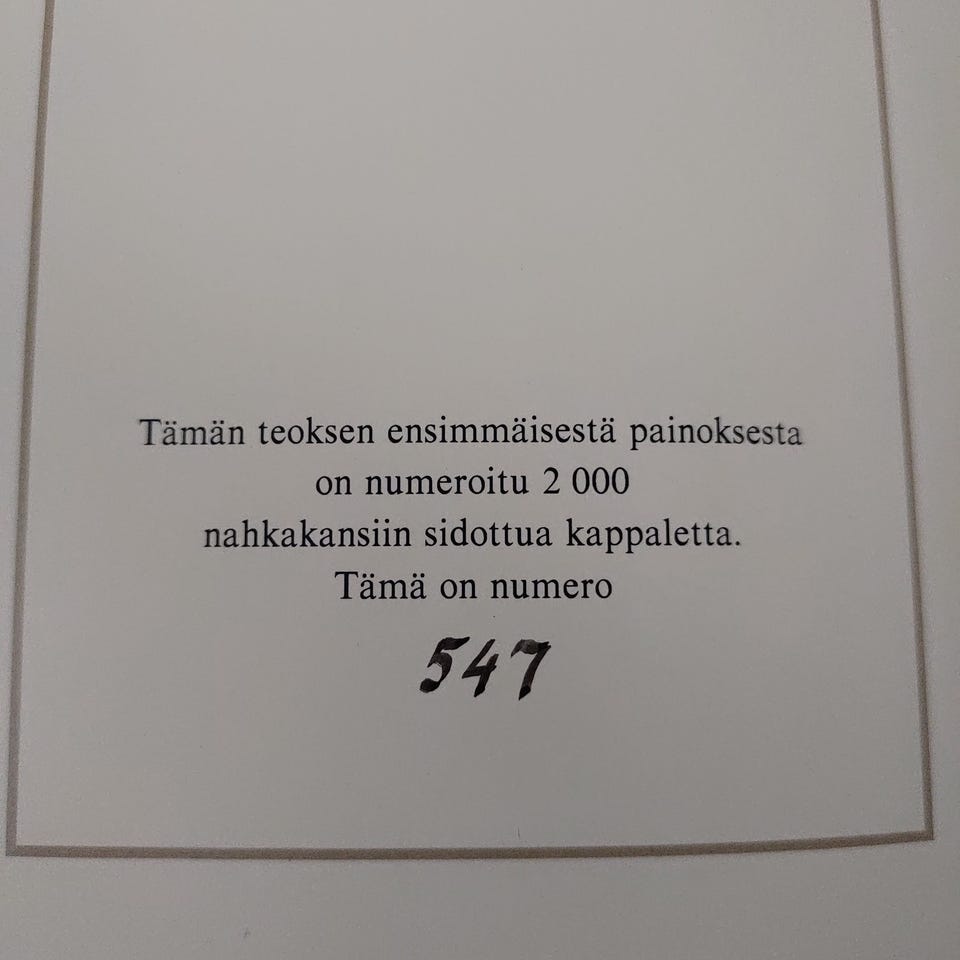 Tämän teoksen ensimmäisestä painoksesta
on numeroitu 2 000
nahkakansiin sidottua kappaletta.
Tämä on numero
547